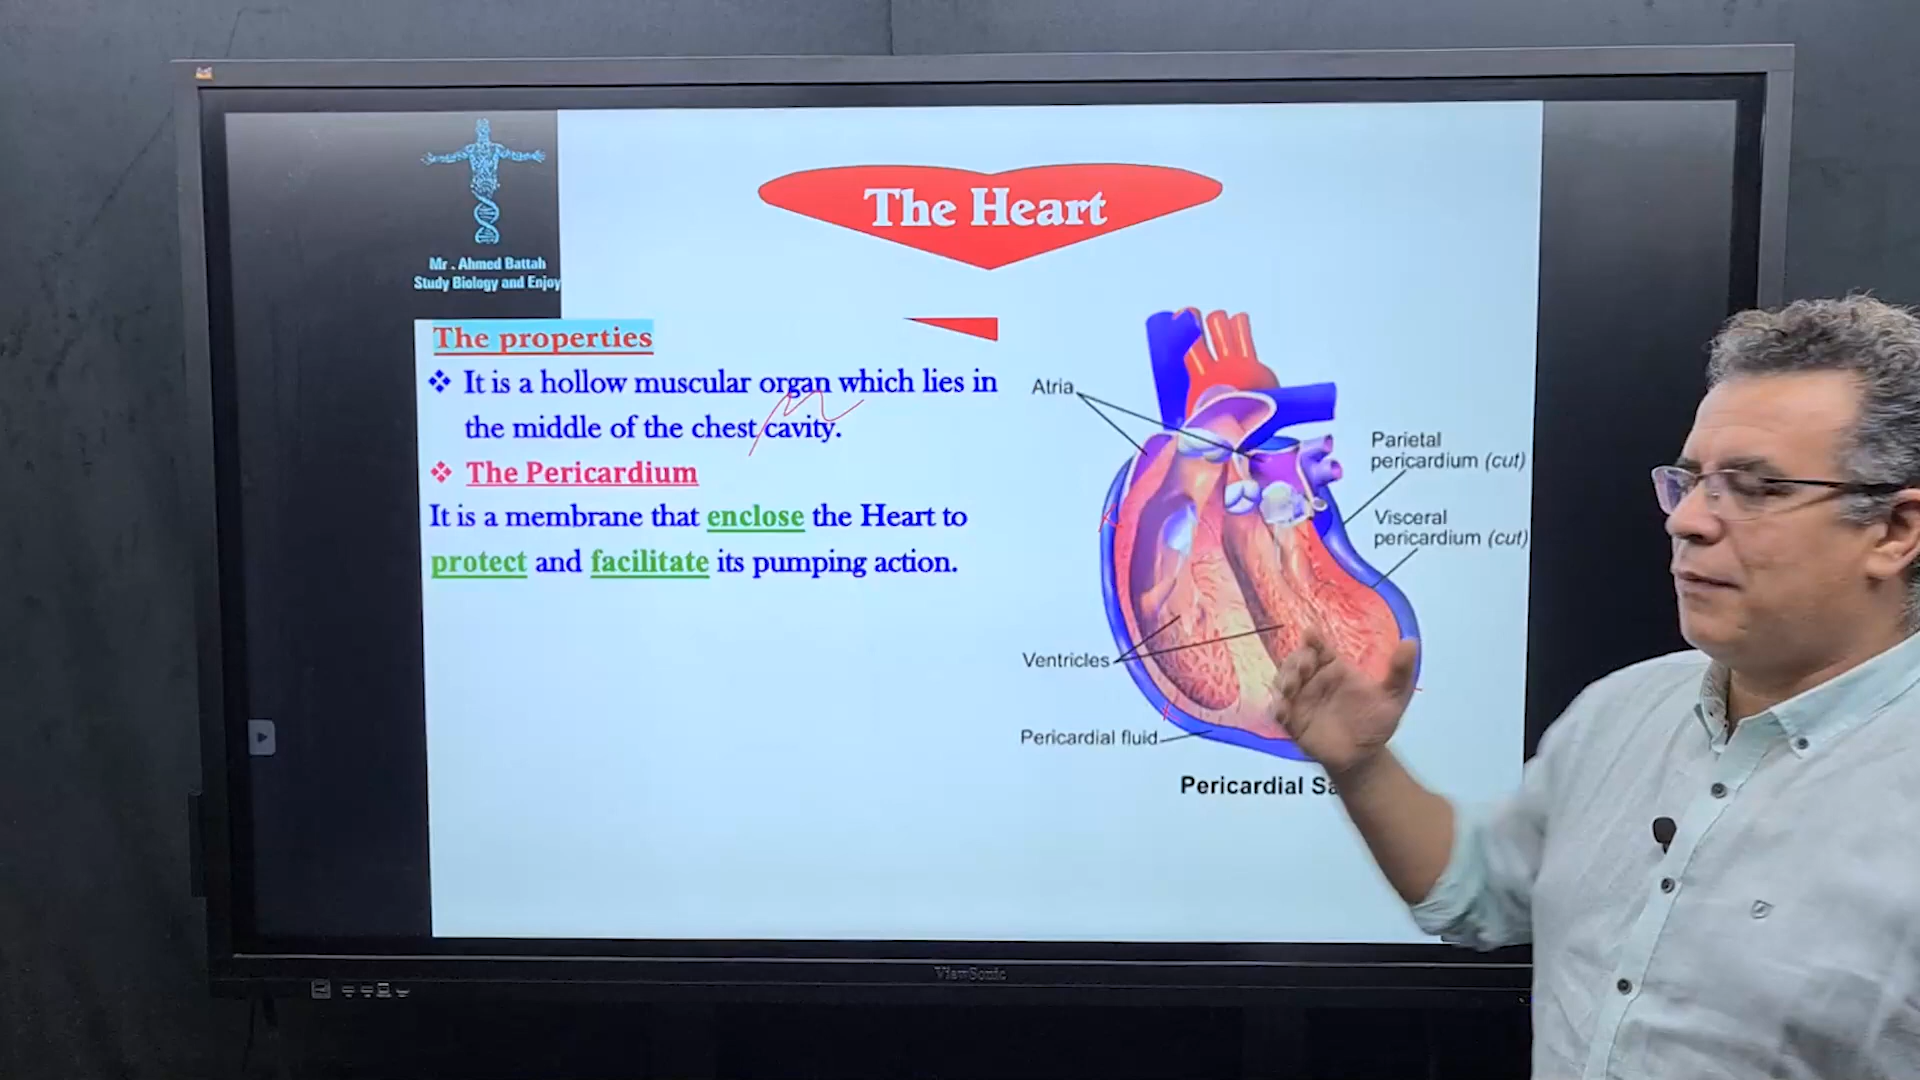 Mr . Ahmed Battah
Study Biology and Enjoy
The Heart
The properties
It is a hollow muscular organ which lies in
the middle of the chest cavity.
The Pericardium
It is a membrane that enclose the Heart to
protect and facilitate its pumping action.
Atria
Parietal
pericardium (cut)
Visceral
pericardium (cut)
Ventricles
Pericardial fluid
Pericardial Sa
ViewSonic